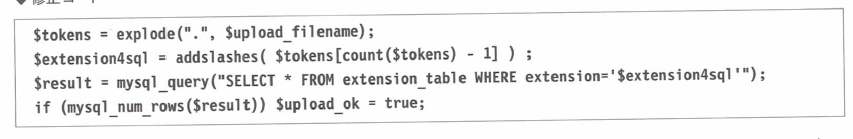 $tokens = explode(".", $upload_filename);
$extension4sql = addslashes( $tokens[count($tokens) - 1] ) ;
$result = mysql_query("SELECT * FROM extension_table WHERE extension='$extension4sql'");
if (mysql_num_rows($result)) $upload_ok = true;